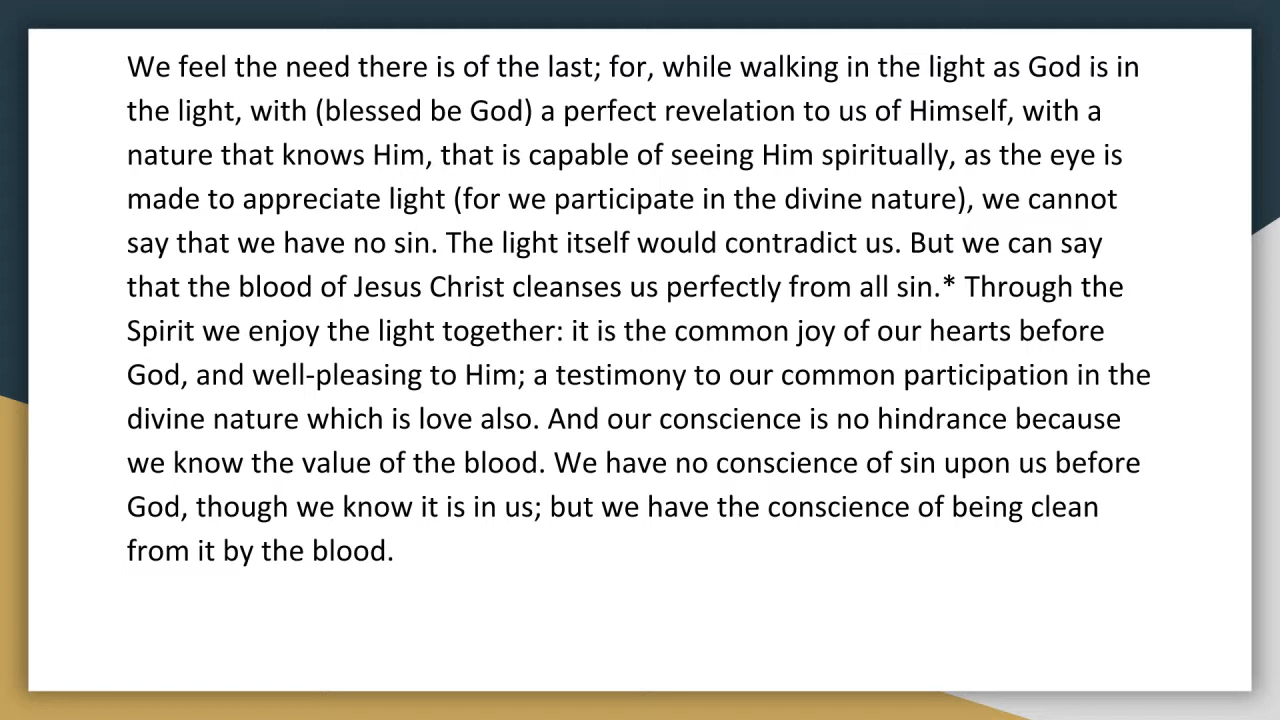 We feel the need there is of the last; for, while walking in the light as God is in
the light, with (blessed be God) a perfect revelation to us of Himself, with a
nature that knows Him, that is capable of seeing Him spiritually, as the eye is
made to appreciate light (for we participate in the divine nature), we cannot
say that we have no sin. The light itself would contradict us. But we can say
that the blood of Jesus Christ cleanses us perfectly from all sin.* Through the
Spirit we enjoy the light together: it is the common joy of our hearts before
God, and well-pleasing to Him; a testimony to our common participation in the
divine nature which is love also. And our conscience is no hindrance because
we know the value of the blood. We have no conscience of sin upon us before
God, though we know it is in us; but we have the conscience of being clean
from it by the blood.